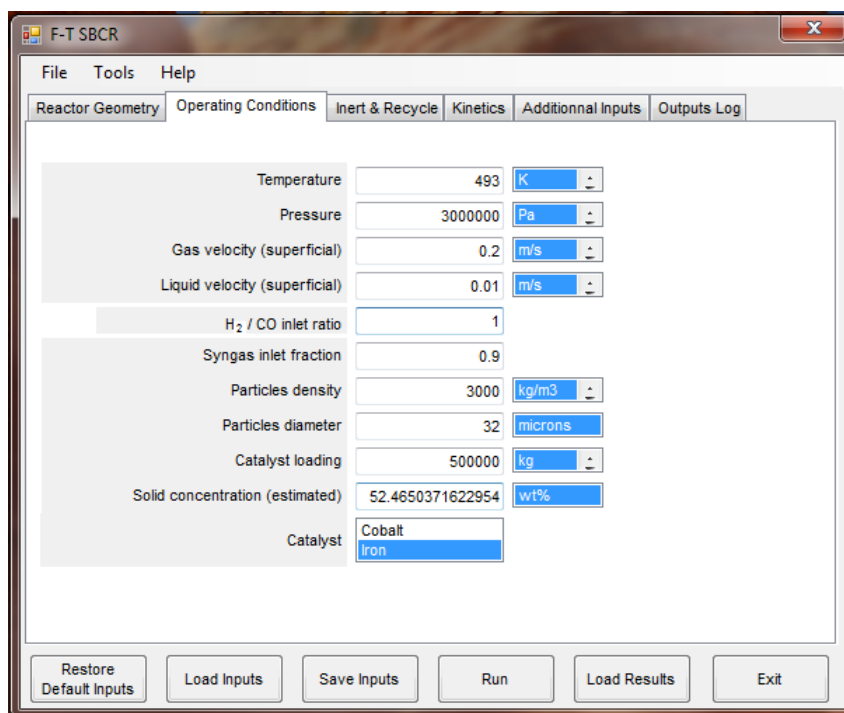 F-T SBCR
File Tools Help
Reactor Geometry Operating Conditions Inert & Recycle Kinetics Additionnal Inputs Outputs Log
Temperature 493 K
Pressure 3000000 Pa
Gas velocity (superficial) 0.2 m/s
Liquid velocity (superficial) 0.01 m/s
H₂ / CO inlet ratio 1
Syngas inlet fraction 0.9
Particles density 3000 kg/m3
Particles diameter 32 microns
Catalyst loading 500000 kg
Solid concentration (estimated) 52.4650371622954 wt%
Catalyst Cobalt
Iron
Restore
Default Inputs Load Inputs Save Inputs Run Load Results Exit